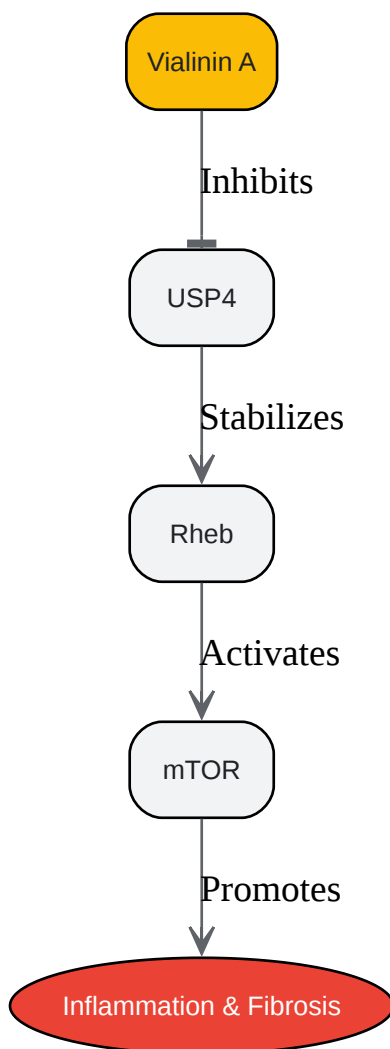 Vialinin A
Inhibits
USP4
Stabilizes
Rheb
Activates
mTOR
Promotes
Inflammation & Fibrosis